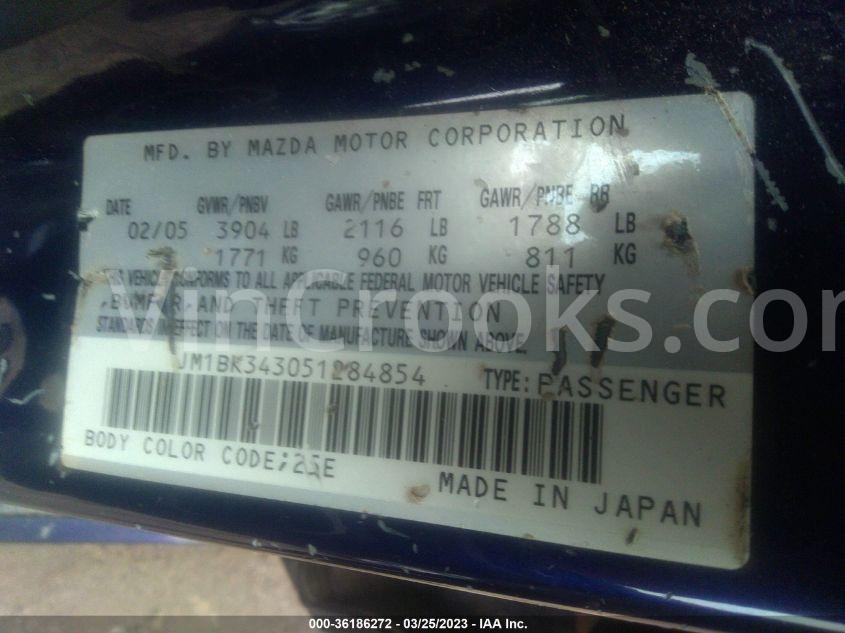 MFD. BY MAZDA MOTOR CORPORATION
DATE GVWR/PNBV GAWR/PNBE FRT GAWR/PNBE RR
02/05 3904 LB 2116 LB 1788 LB
1771 KG 960 KG 811 KG
THIS VEHICLE CONFORMS TO ALL APPLICABLE FEDERAL MOTOR VEHICLE SAFETY
,BUMPER,AND THEFT PREVENTION
STANDARDS IN EFFECT ON THE DATE OF MANUFACTURE SHOWN ABOVE.
VinCrooks.com
JM1BK343051284854 TYPE: PASSENGER
BODY COLOR CODE;25E
MADE IN JAPAN
000-36186272 — 03/25/2023 — IAA Inc.